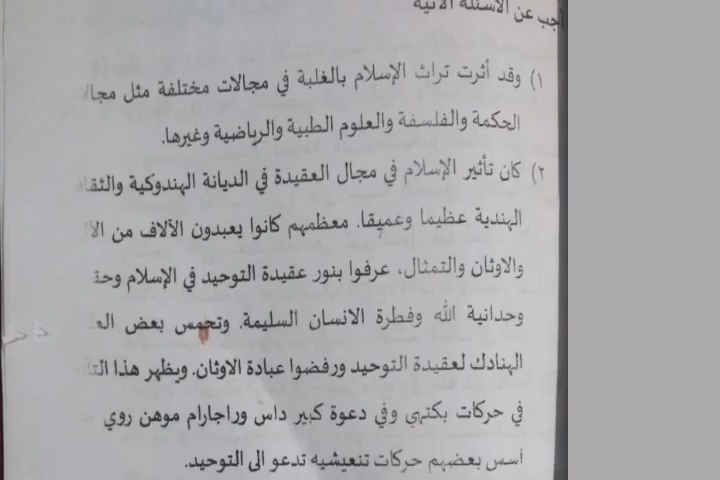 أجب عن الاسئلة الاتية
١) وقد أثرت تراث الإسلام بالغلبة في مجالات مختلفة مثل
الحكمة والفلسفة والعلوم الطبية والرياضية وغيرها.
٢) كان تأثير الإسلام في مجال العقيدة في الديانة الهندوكية
الهندية عظيما وعميقا. معظمهم كانوا يعبدون الآلاف من
والاوثان والتمثال، عرفوا بنور عقيدة التوحيد في الإسلام
وحدانية الله وفطرة الانسان السليمة. وتحمس بعض
الهنادك لعقيدة التوحيد ورفضوا عبادة الاوثان. ويظهر هذا
في حركات بكتهي وفي دعوة كبير داس وراجارام موهن روي
أسس بعضهم حركات تنعيشيه تدعو الى التوحيد.